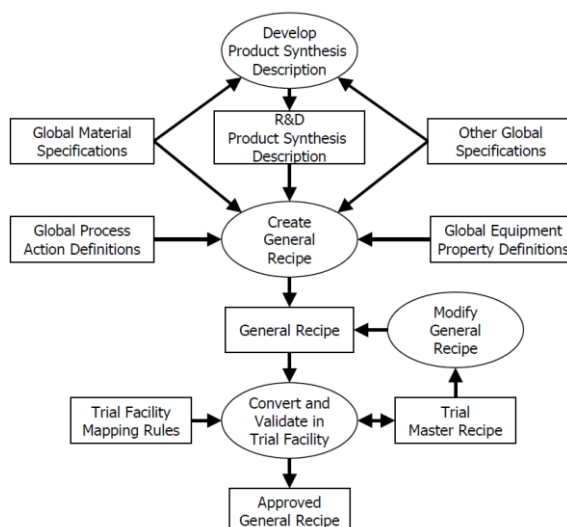 Develop
Product Synthesis
Description
R&D
Product Synthesis
Description
Global Material
Specifications
Other Global
Specifications
Global Process
Action Definitions
Create
General
Recipe
Global Equipment
Property Definitions
General Recipe
Modify
General
Recipe
Trial Facility
Mapping Rules
Convert and
Validate in
Trial Facility
Trial
Master Recipe
Approved
General Recipe